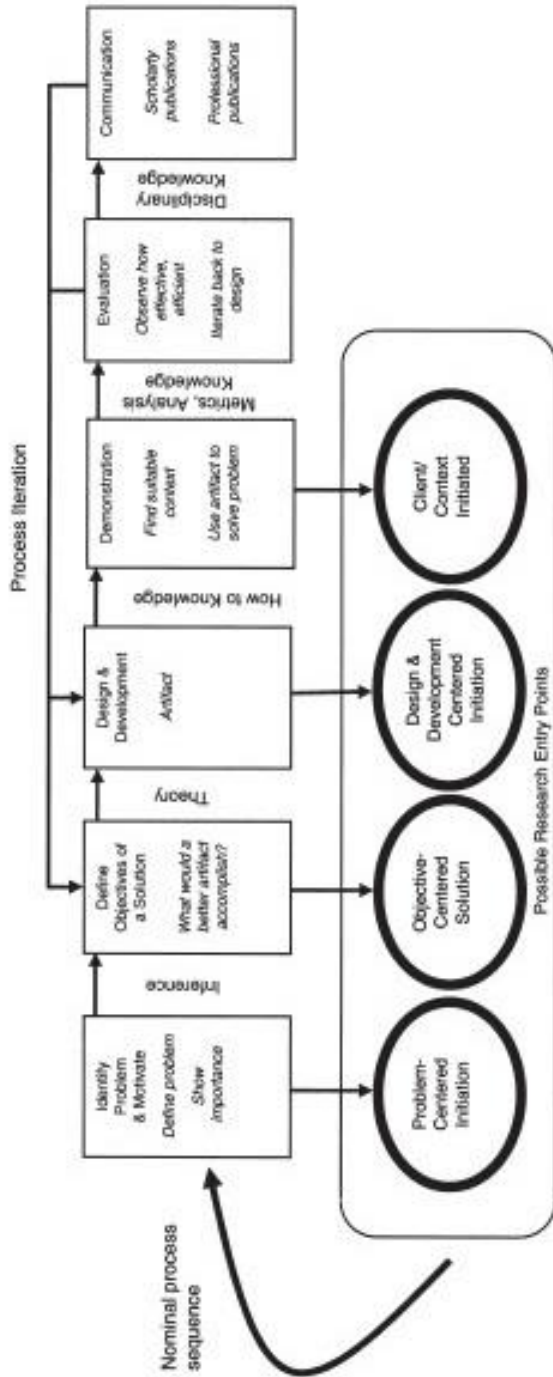 Process Iteration
Nominal process
sequence
Identify
Problem
& Motivate
Define problem
Show
importance
Inference
Define
Objectives of
a Solution
What would a
better artifact
accomplish?
Theory
Design &
Development
Artifact
How to Knowledge
Demonstration
Find suitable
context
Use artifact to
solve problem
Metrics, Analysis
Knowledge
Evaluation
Observe how
effective,
efficient
Iterate back to
design
Disciplinary
Knowledge
Communication
Scholarly
publications
Professional
publications
Problem-
Centered
Initiation
Objective-
Centered
Solution
Design &
Development
Centered
Initiation
Client/
Context
Initiated
Possible Research Entry Points